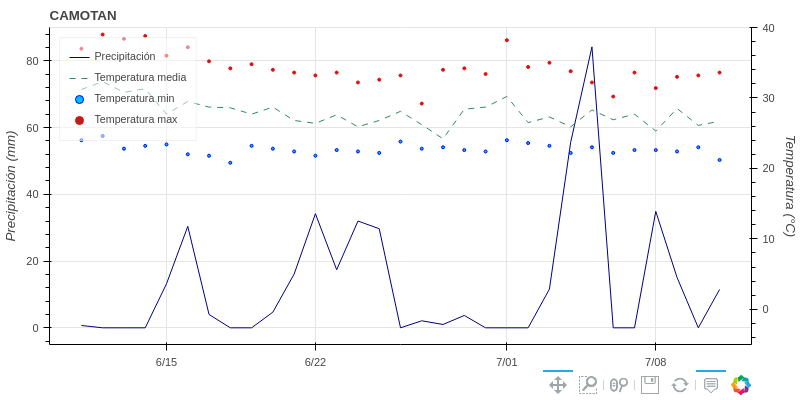 CAMOTAN
Precipitación
Temperatura media
Temperatura min
Temperatura max
Precipitación (mm)
80
60
40
20
0
40
30
20
10
0
Temperatura (°C)
6/15
6/22
7/01
7/08